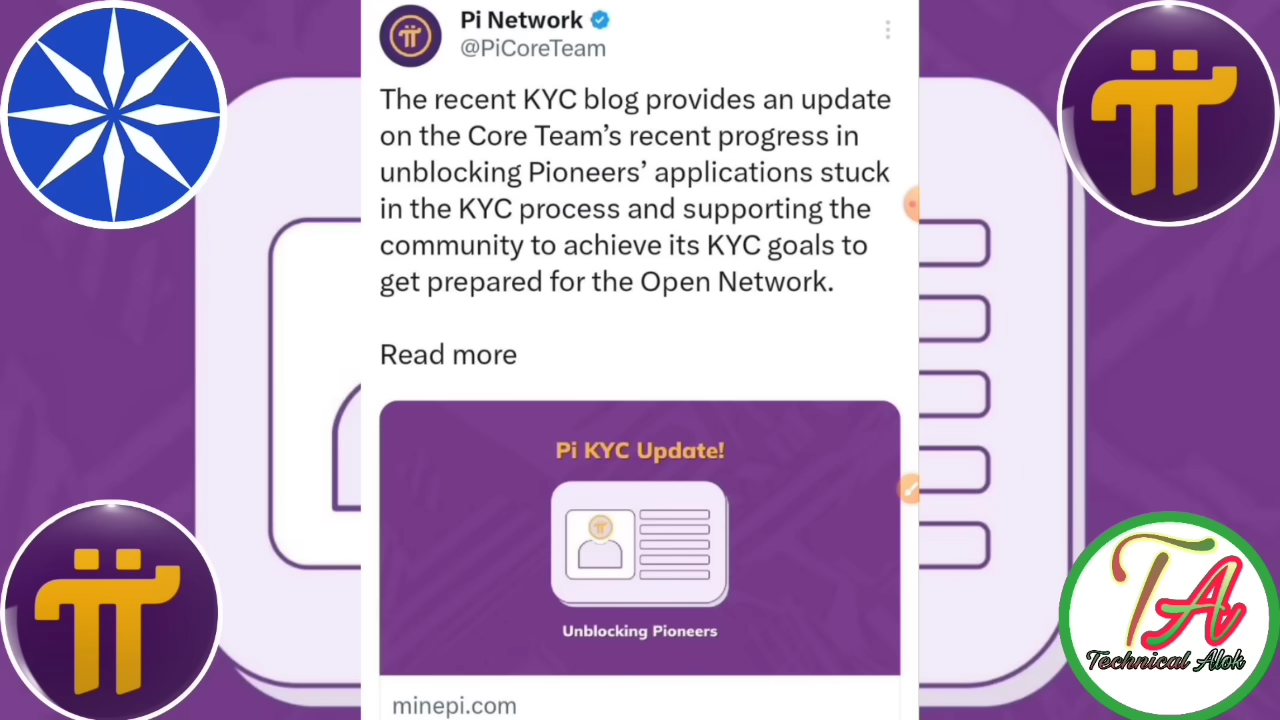 Pi Network
@PiCoreTeam
The recent KYC blog provides an update
on the Core Team’s recent progress in
unblocking Pioneers’ applications stuck
in the KYC process and supporting the
community to achieve its KYC goals to
get prepared for the Open Network.
Read more
Pi KYC Update!
Unblocking Pioneers
minepi.com
TA
Technical Alok